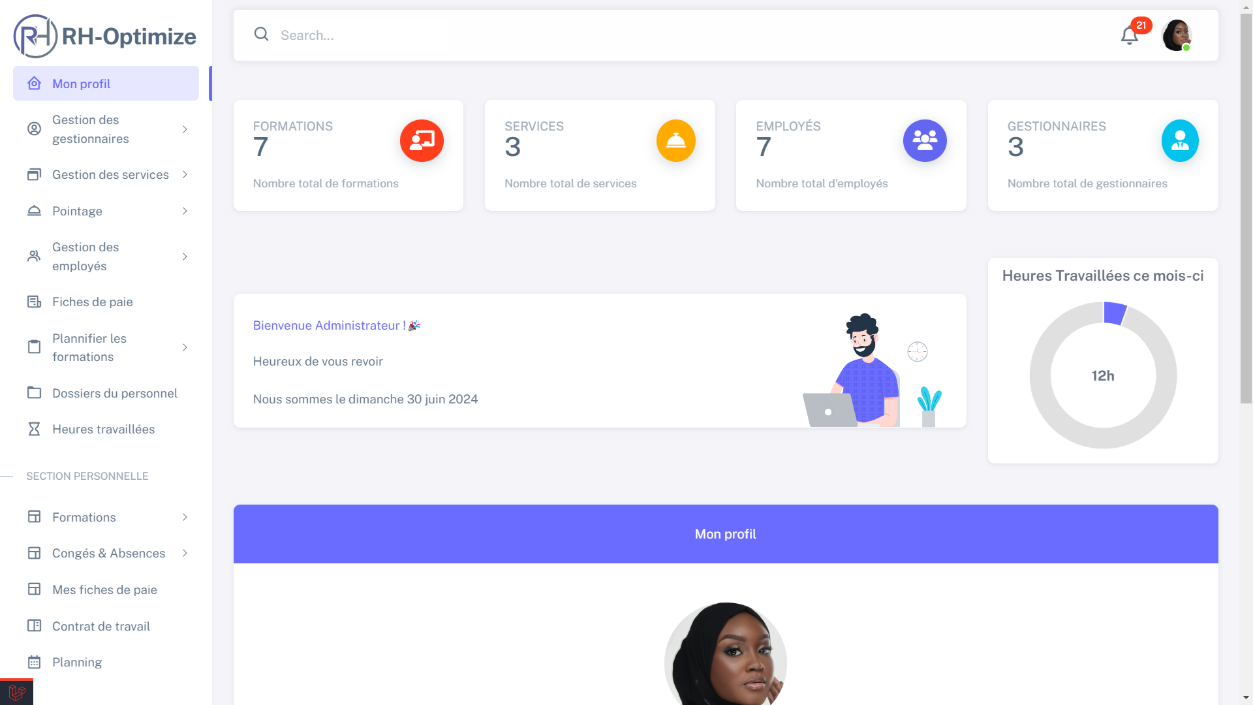 RH-Optimize
Mon profil
Gestion des
gestionnaires
Gestion des services
Pointage
Gestion des
employés
Fiches de paie
Plannifier les
formations
Dossiers du personnel
Heures travaillées
SECTION PERSONNELLE
Formations
Congés & Absences
Mes fiches de paie
Contrat de travail
Planning
Search...
21
FORMATIONS
7
Nombre total de formations
SERVICES
3
Nombre total de services
EMPLOYÉS
7
Nombre total d'employés
GESTIONNAIRES
3
Nombre total de gestionnaires
Bienvenue Administrateur ! 🎉
Heureux de vous revoir
Nous sommes le dimanche 30 juin 2024
Heures Travaillées ce mois-ci
12h
Mon profil